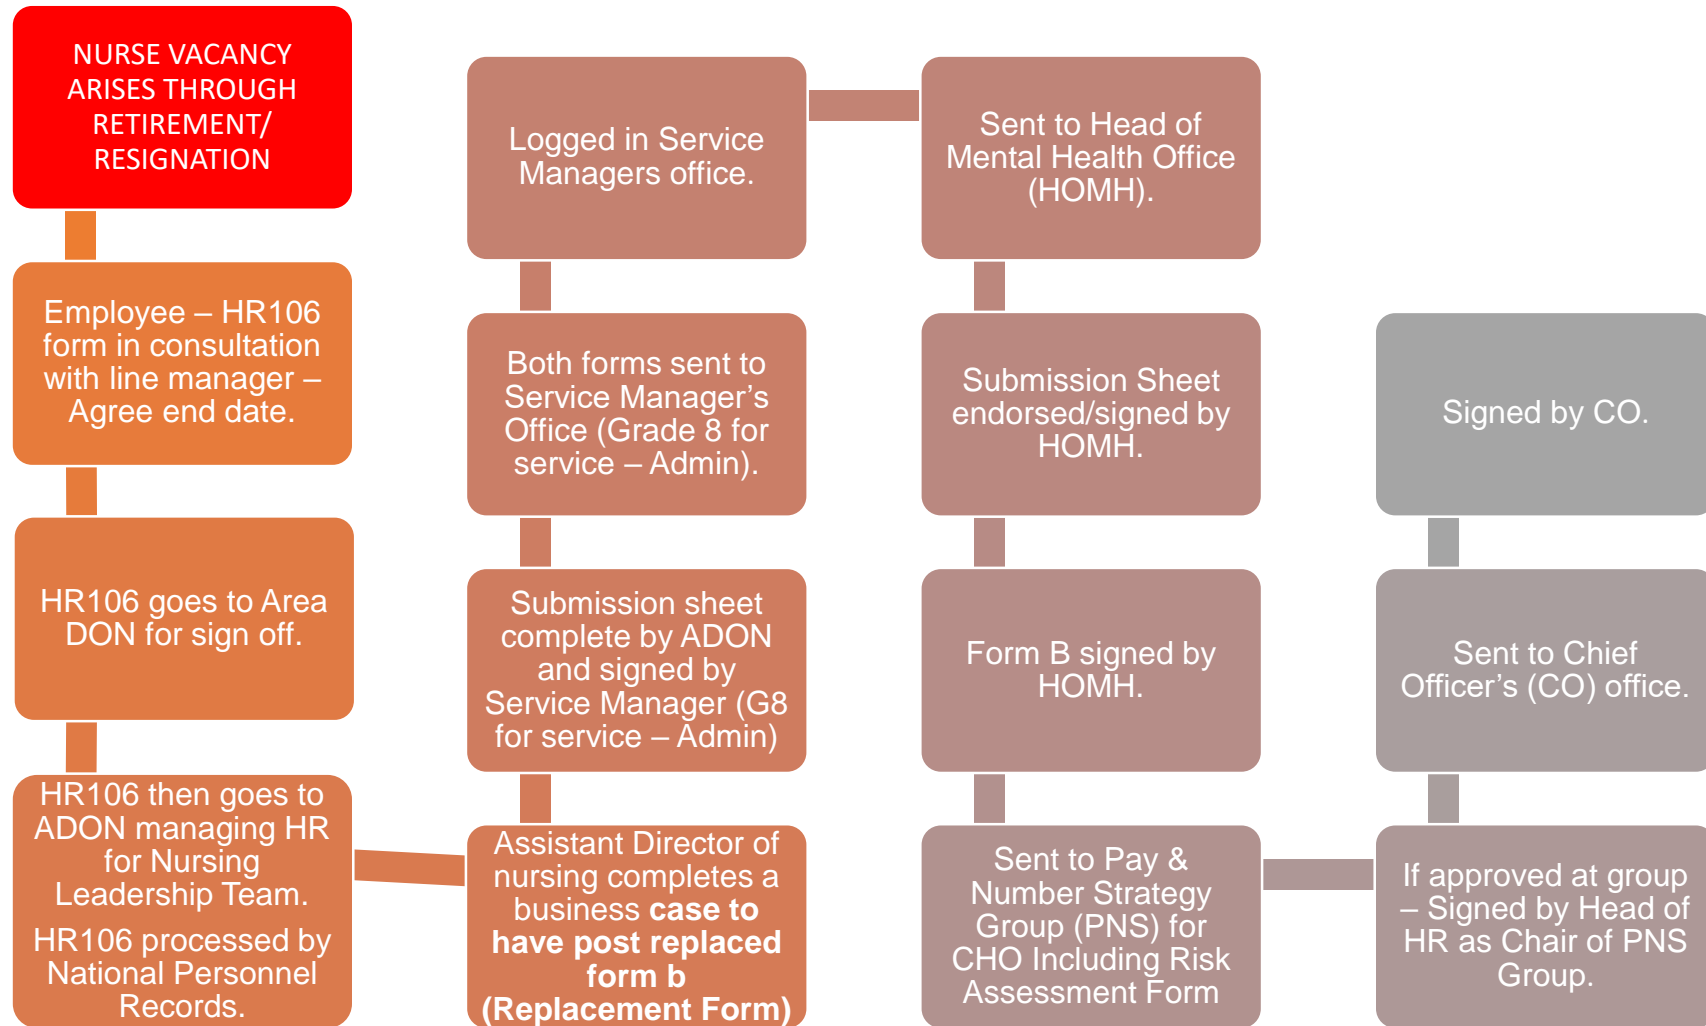 NURSE VACANCY
ARISES THROUGH
RETIREMENT/
RESIGNATION
Employee – HR106
form in consultation
with line manager –
Agree end date.
HR106 goes to Area
DON for sign off.
HR106 then goes to
ADON managing HR
for Nursing
Leadership Team.
HR106 processed by
National Personnel
Records.
Assistant Director of
nursing completes a
business case to
have post replaced
form b
(Replacement Form)
Submission sheet
complete by ADON
and signed by
Service Manager (G8
for service – Admin)
Both forms sent to
Service Manager’s
Office (Grade 8 for
service – Admin).
Logged in Service
Managers office.
Sent to Head of
Mental Health Office
(HOMH).
Submission Sheet
endorsed/signed by
HOMH.
Form B signed by
HOMH.
Sent to Pay &
Number Strategy
Group (PNS) for
CHO Including Risk
Assessment Form
If approved at group
– Signed by Head of
HR as Chair of PNS
Group.
Sent to Chief
Officer’s (CO) office.
Signed by CO.